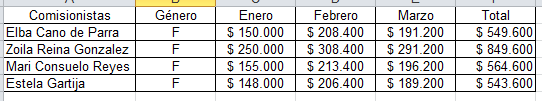 Comisionistas Género Enero Febrero Marzo Total
Elba Cano de Parra F $ 150.000 $ 208.400 $ 191.200 $ 549.600
Zoila Reina Gonzalez F $ 250.000 $ 308.400 $ 291.200 $ 849.600
Mari Consuelo Reyes F $ 155.000 $ 213.400 $ 196.200 $ 564.600
Estela Gartija F $ 148.000 $ 206.400 $ 189.200 $ 543.600